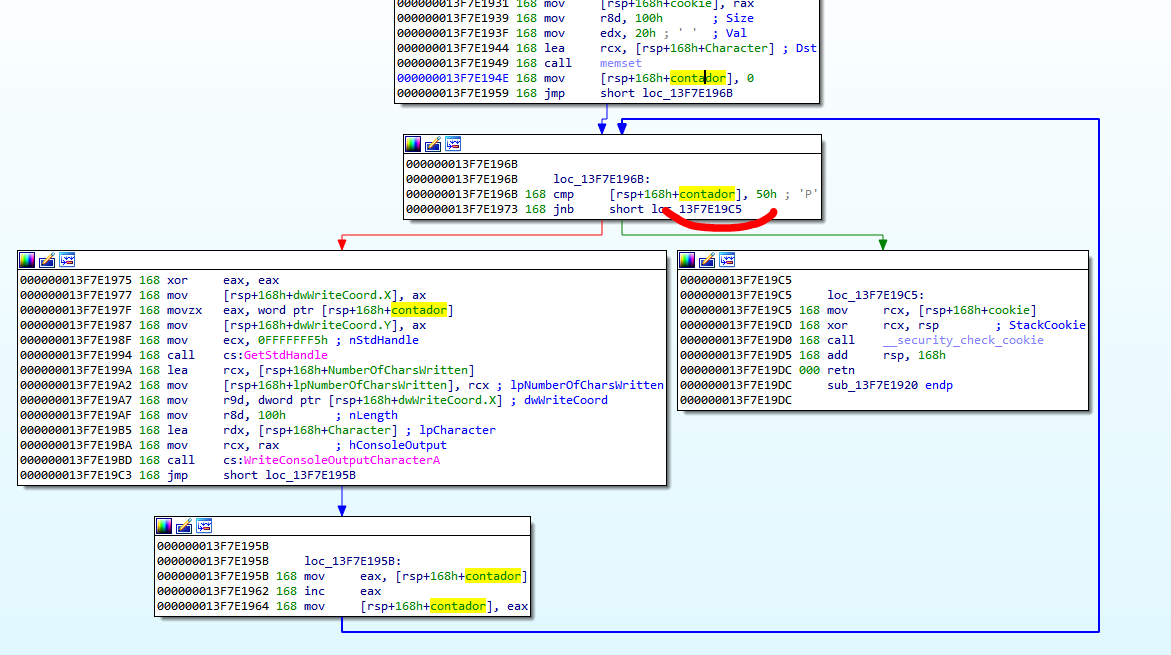 000000013F7E1931 168 mov     [rsp+168h+cookie], rax
000000013F7E1939 168 mov     r8d, 100h       ; Size
000000013F7E193F 168 mov     edx, 20h ; ' '  ; Val
000000013F7E1944 168 lea     rcx, [rsp+168h+Character] ; Dst
000000013F7E1949 168 call    memset
000000013F7E194E 168 mov     [rsp+168h+contador], 0
000000013F7E1959 168 jmp     short loc_13F7E196B
000000013F7E196B
000000013F7E196B     loc_13F7E196B:
000000013F7E196B 168 cmp     [rsp+168h+contador], 50h ; 'P'
000000013F7E1973 168 jnb     short loc_13F7E19C5
000000013F7E1975 168 xor     eax, eax
000000013F7E1977 168 mov     [rsp+168h+dwWriteCoord.X], ax
000000013F7E197F 168 movzx   eax, word ptr [rsp+168h+contador]
000000013F7E1987 168 mov     [rsp+168h+dwWriteCoord.Y], ax
000000013F7E198F 168 mov     ecx, 0FFFFFFF5h ; nStdHandle
000000013F7E1994 168 call    cs:GetStdHandle
000000013F7E199A 168 lea     rcx, [rsp+168h+NumberOfCharsWritten]
000000013F7E19A2 168 mov     [rsp+168h+lpNumberOfCharsWritten], rcx ; lpNumberOfCharsWritten
000000013F7E19A7 168 mov     r9d, dword ptr [rsp+168h+dwWriteCoord.X] ; dwWriteCoord
000000013F7E19AF 168 mov     r8d, 100h       ; nLength
000000013F7E19B5 168 lea     rdx, [rsp+168h+Character] ; lpCharacter
000000013F7E19BA 168 mov     rcx, rax        ; hConsoleOutput
000000013F7E19BD 168 call    cs:WriteConsoleOutputCharacterA
000000013F7E19C3 168 jmp     short loc_13F7E195B
000000013F7E19C5
000000013F7E19C5     loc_13F7E19C5:
000000013F7E19C5 168 mov     rcx, [rsp+168h+cookie]
000000013F7E19CD 168 xor     rcx, rsp        ; StackCookie
000000013F7E19D0 168 call    __security_check_cookie
000000013F7E19D5 168 add     rsp, 168h
000000013F7E19DC 000 retn
000000013F7E19DC     sub_13F7E1920 endp
000000013F7E19DC
000000013F7E195B
000000013F7E195B     loc_13F7E195B:
000000013F7E195B 168 mov     eax, [rsp+168h+contador]
000000013F7E1962 168 inc     eax
000000013F7E1964 168 mov     [rsp+168h+contador], eax